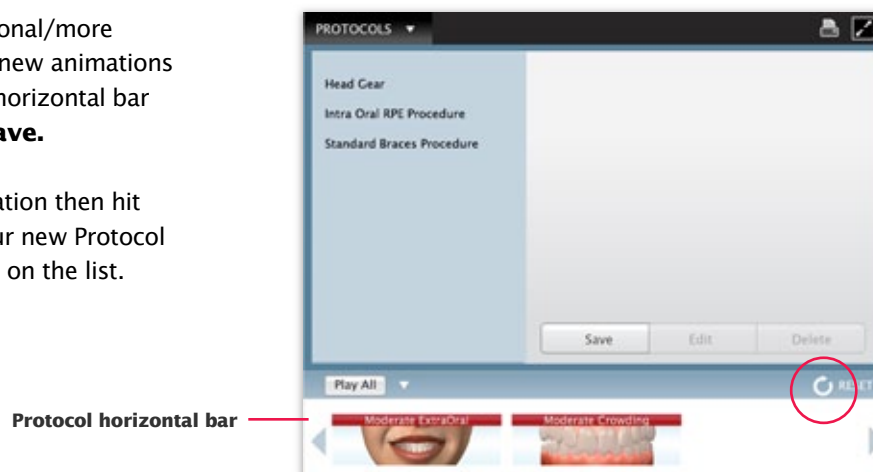 onal/more
new animations
horizontal bar
ave.
ation then hit
ur new Protocol
on the list.
PROTOCOLS
Head Gear
Intra Oral RPE Procedure
Standard Braces Procedure
Save Edit Delete
Play All
RESET
Protocol horizontal bar
Moderate ExtraOral Moderate Crowding